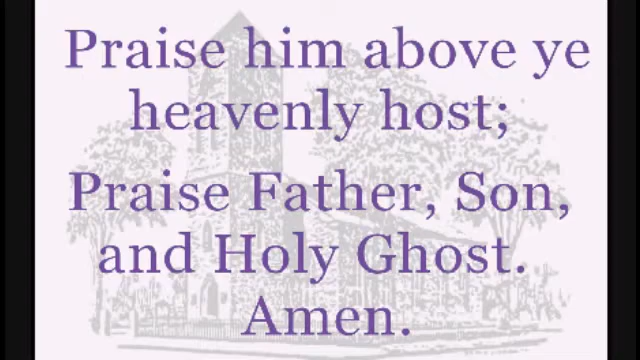 Praise him above ye
heavenly host;
Praise Father, Son,
and Holy Ghost.
Amen.